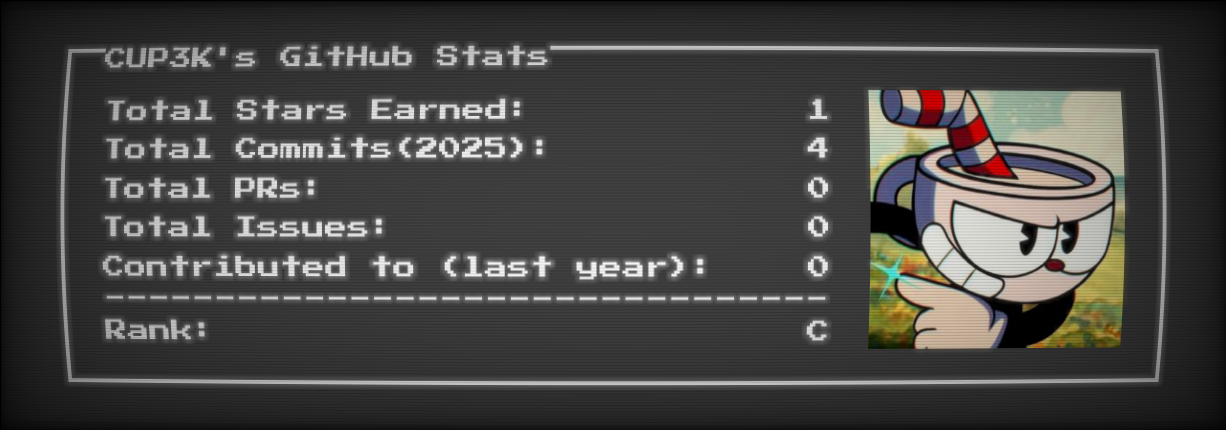 CUP3K's GitHub Stats
Total Stars Earned: 1
Total Commits(2025): 4
Total PRs: 0
Total Issues: 0
Contributed to (last year): 0
Rank: C